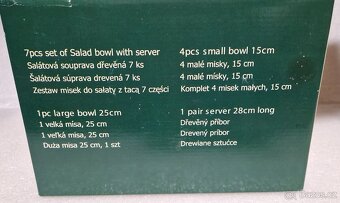 7pcs set of Salad bowl with server
Salátová souprava dřevěná 7 ks
Šalátová súprava drevená 7 ks
Zestaw misek do sałaty z tacą 7 części
4pcs small bowl 15cm
4 malé misky, 15 cm
4 malé misky, 15 cm
Komplet 4 misek małych, 15 cm
1pc large bowl 25cm
1 velká mísa, 25 cm
1 veľká misa, 25 cm
Duża misa 25 cm, 1 szt
1 pair server 28cm long
Dřevěný příbor
Drevený príbor
Drewiane sztućce